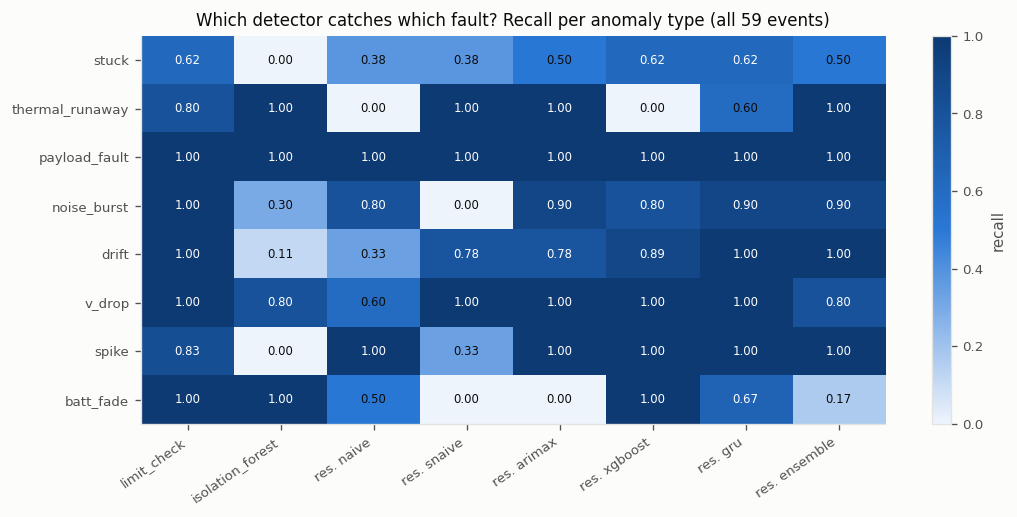 Which detector catches which fault? Recall per anomaly type (all 59 events)
stuck 0.62 0.00 0.38 0.38 0.50 0.62 0.62 0.50
thermal_runaway 0.80 1.00 0.00 1.00 1.00 0.00 0.60 1.00
payload_fault 1.00 1.00 1.00 1.00 1.00 1.00 1.00 1.00
noise_burst 1.00 0.30 0.80 0.00 0.90 0.80 0.90 0.90
drift 1.00 0.11 0.33 0.78 0.78 0.89 1.00 1.00
v_drop 1.00 0.80 0.60 1.00 1.00 1.00 1.00 0.80
spike 0.83 0.00 1.00 0.33 1.00 1.00 1.00 1.00
batt_fade 1.00 1.00 0.50 0.00 0.00 1.00 0.67 0.17
limit_check isolation_forest res. naive res. snaive res. arimax res. xgboost res. gru res. ensemble
1.0
0.8
0.6
0.4
0.2
0.0
recall